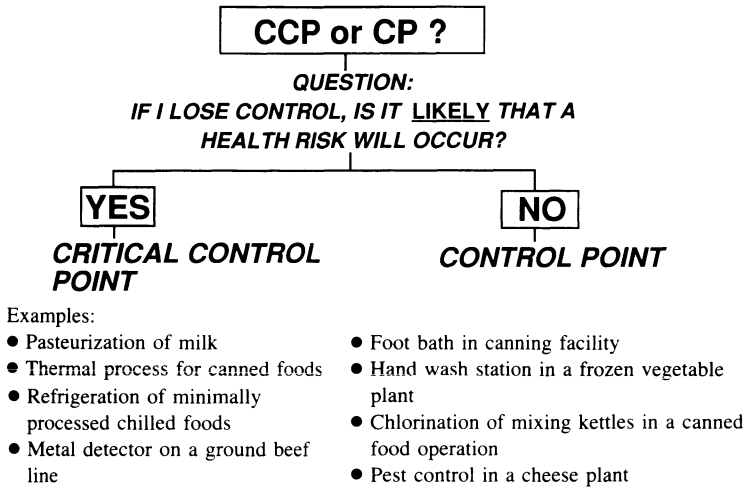 CCP or CP ?
QUESTION:
IF I LOSE CONTROL, IS IT LIKELY THAT A
HEALTH RISK WILL OCCUR?
YES
CRITICAL CONTROL
POINT
NO
CONTROL POINT
Examples:
● Pasteurization of milk
● Thermal process for canned foods
● Refrigeration of minimally
processed chilled foods
● Metal detector on a ground beef
line
● Foot bath in canning facility
● Hand wash station in a frozen vegetable
plant
● Chlorination of mixing kettles in a canned
food operation
● Pest control in a cheese plant